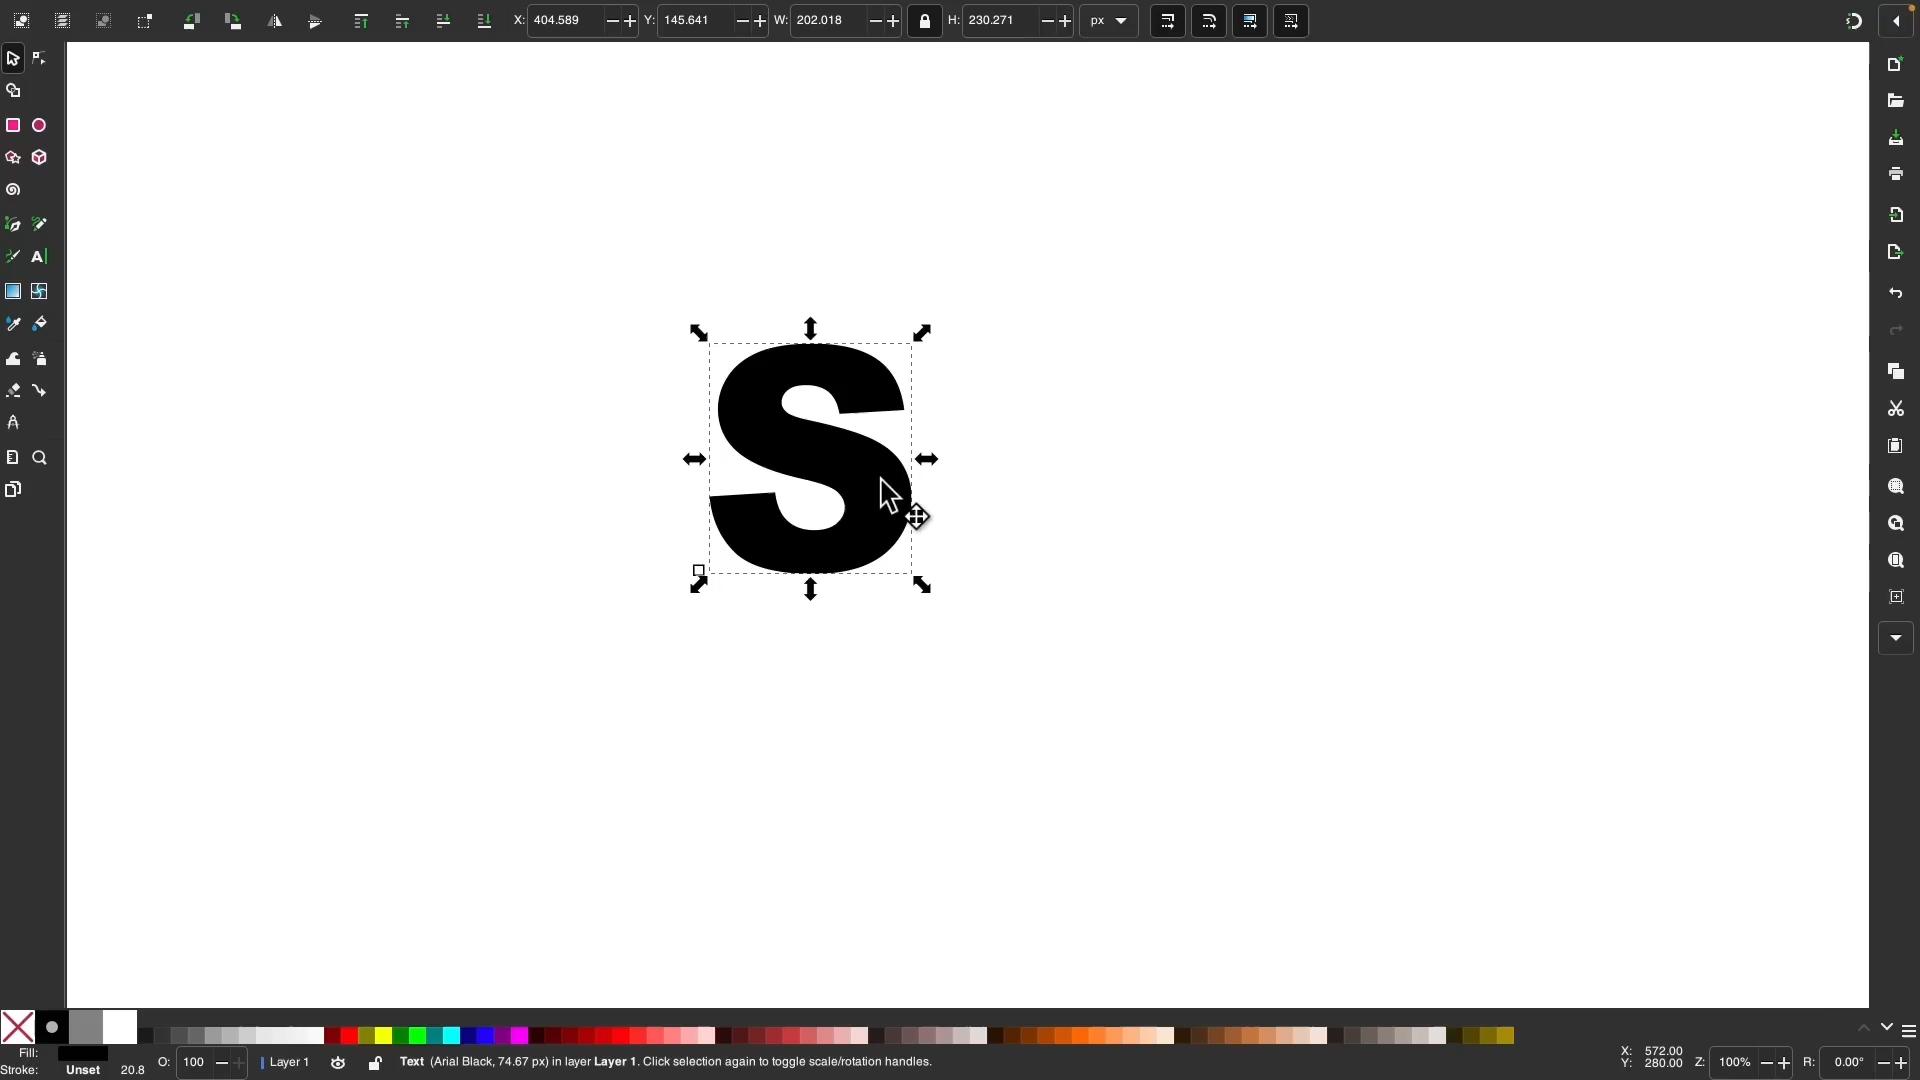 X: 404.589 Y: 145.641 W: 202.018 H: 230.271 px
A
S
Fill:
O: 100 Layer 1 Text (Arial Black, 74.67 px) in layer Layer 1. Click selection again to toggle scale/rotation handles. X: 572.00 Z: 100% R: 0.00°
Y: 280.00
Stroke: Unset 20.8